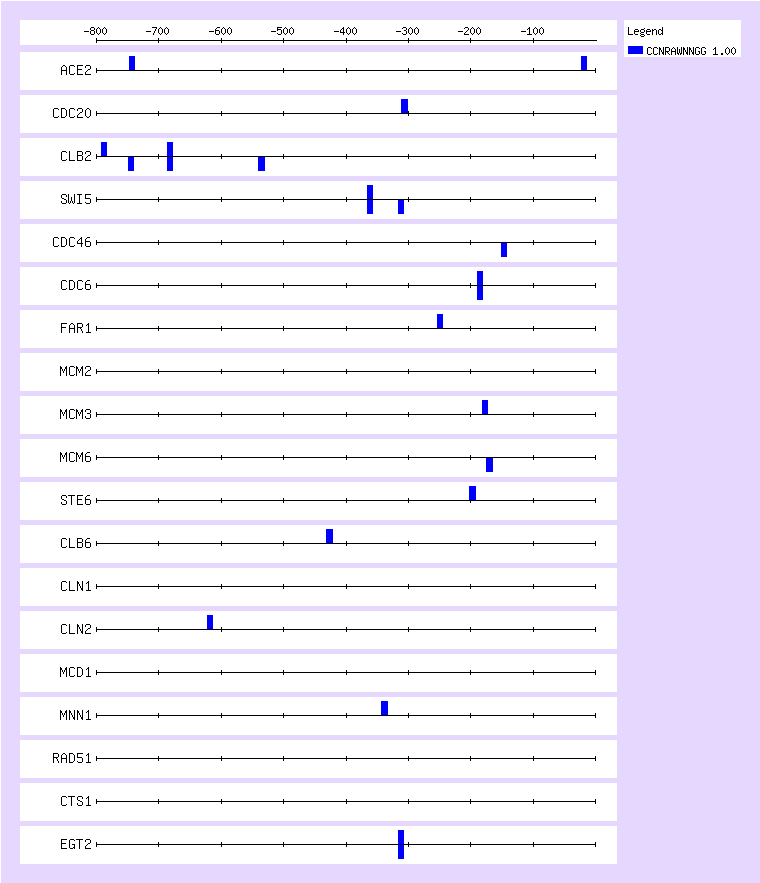 -800 -700 -600 -500 -400 -300 -200 -100
Legend
CCNRAWNNGG 1.00
ACE2
CDC20
CLB2
SWI5
CDC46
CDC6
FAR1
MCM2
MCM3
MCM6
STE6
CLB6
CLN1
CLN2
MCD1
MNN1
RAD51
CTS1
EGT2